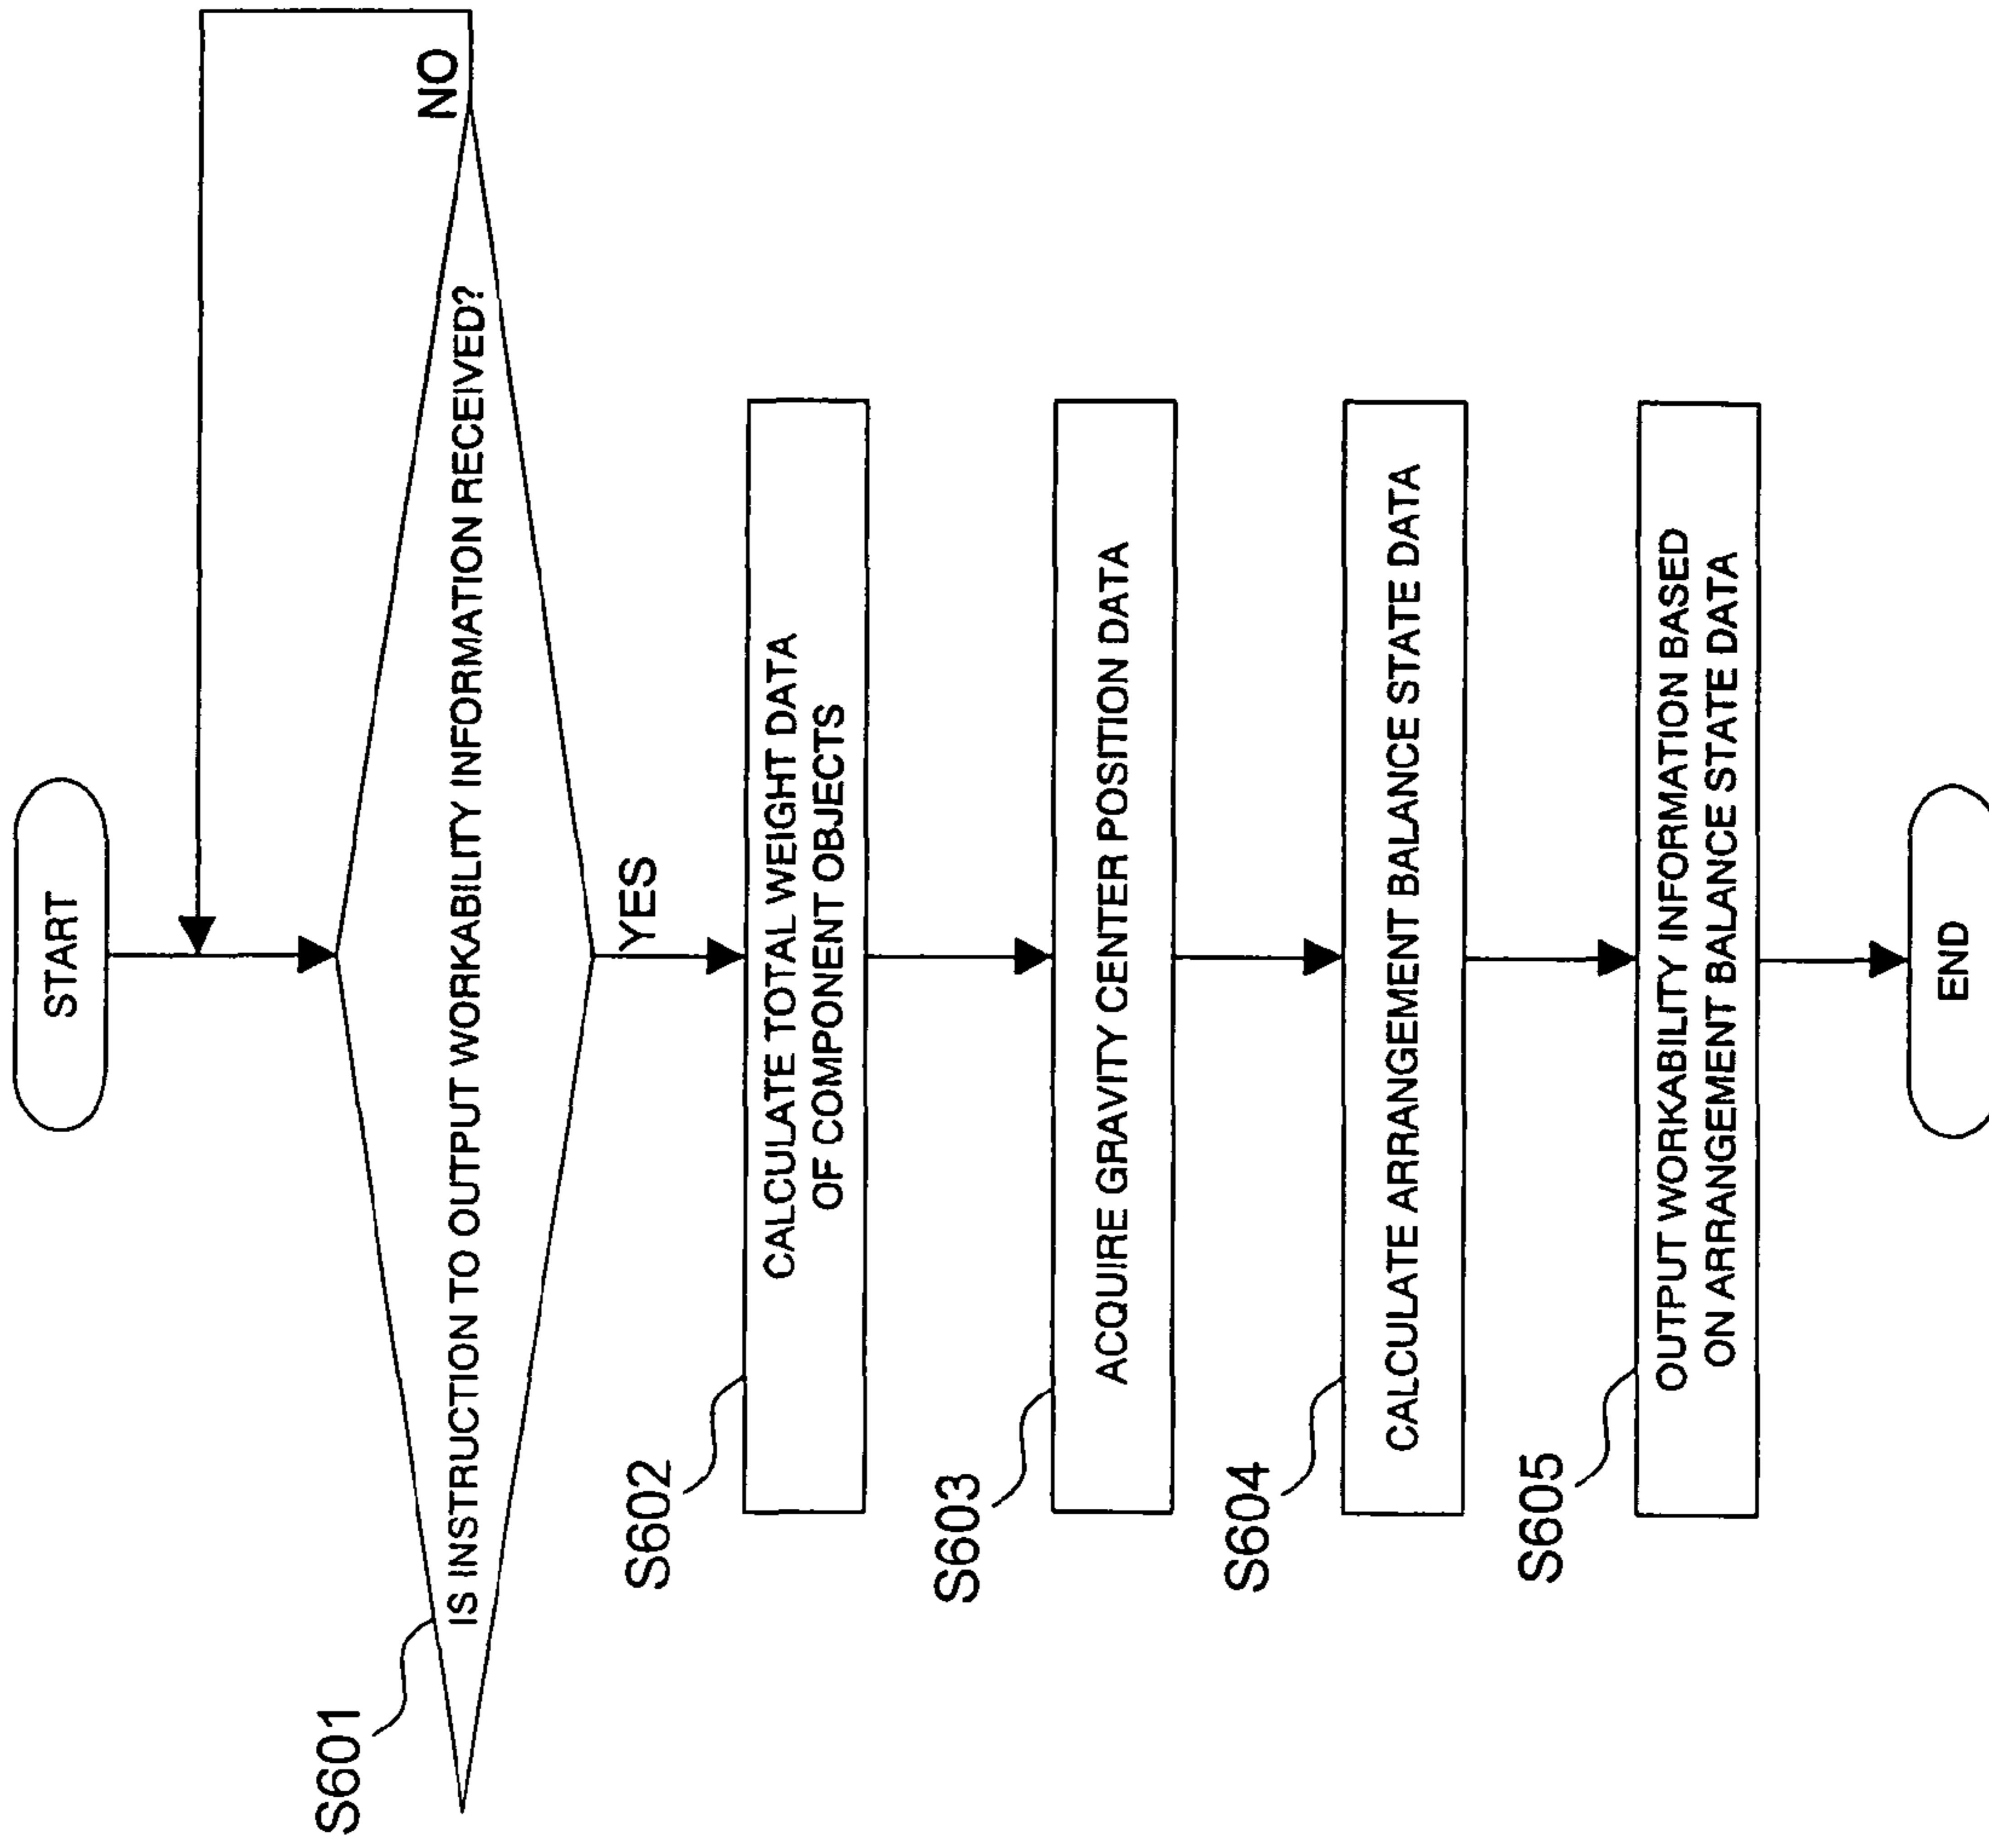 START
S601
IS INSTRUCTION TO OUTPUT WORKABILITY INFORMATION RECEIVED?
NO
YES
S602
CALCULATE TOTAL WEIGHT DATA
OF COMPONENT OBJECTS
S603
ACQUIRE GRAVITY CENTER POSITION DATA
S604
CALCULATE ARRANGEMENT BALANCE STATE DATA
S605
OUTPUT WORKABILITY INFORMATION BASED
ON ARRANGEMENT BALANCE STATE DATA
END